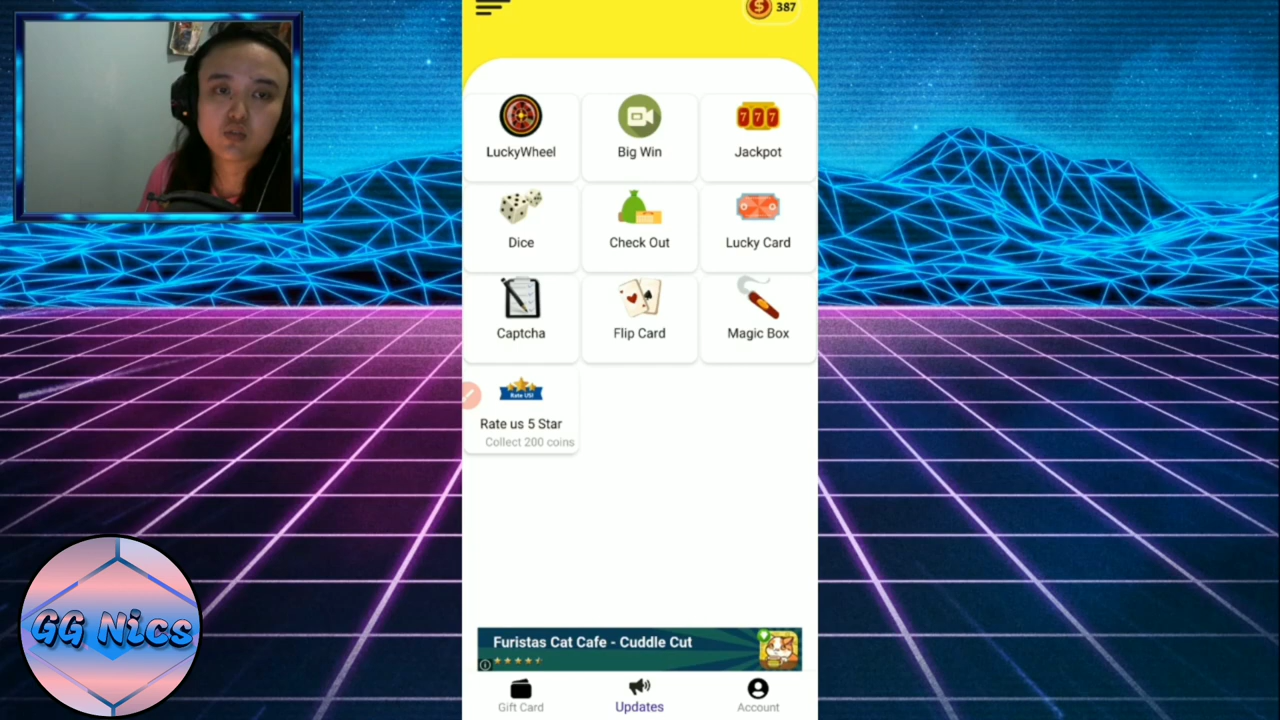 387
LuckyWheel
Big Win
777
Jackpot
Dice
Check Out
Lucky Card
Captcha
Flip Card
Magic Box
Rate US!
Rate us 5 Star
Collect 200 coins
GG Nics
Furistas Cat Cafe - Cuddle Cut
Gift Card
Updates
Account